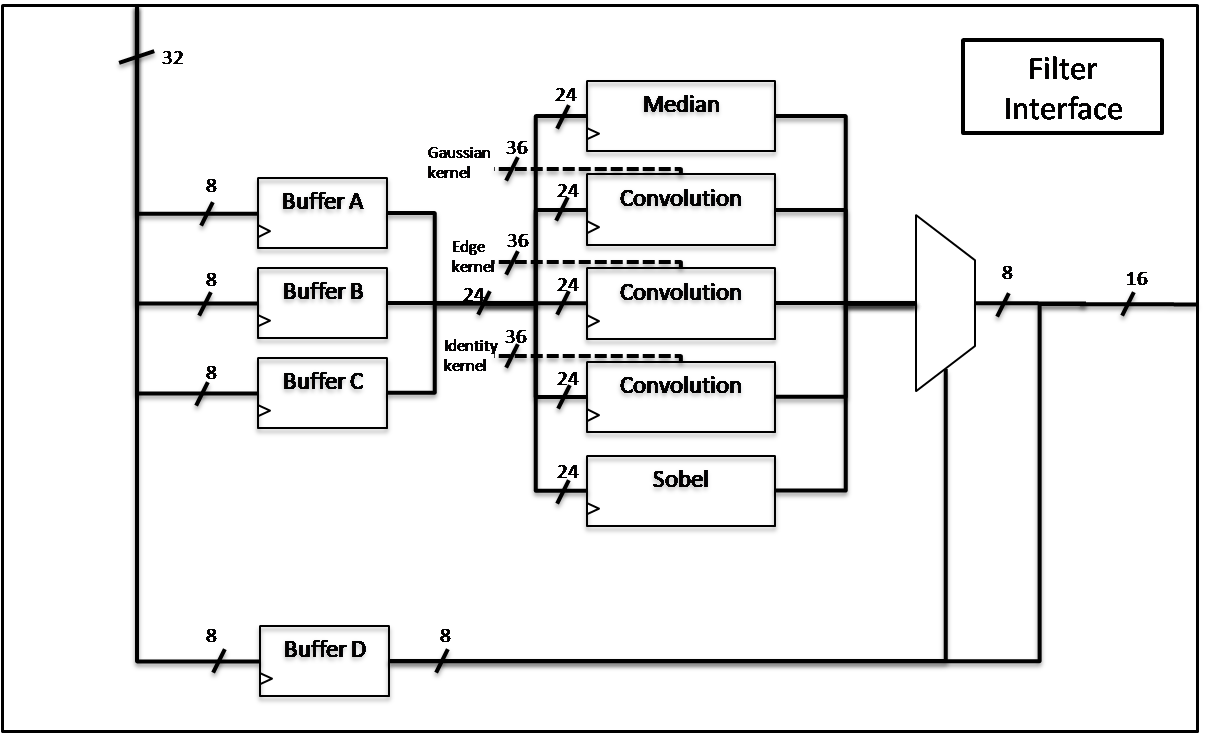 32
Filter
Interface
24
Median
Gaussian
kernel
36
8
Buffer A
24
Convolution
Edge
kernel
36
8
Buffer B
24
24
Convolution
8
16
Identity
kernel
36
8
Buffer C
24
Convolution
24
Sobel
8
Buffer D
8